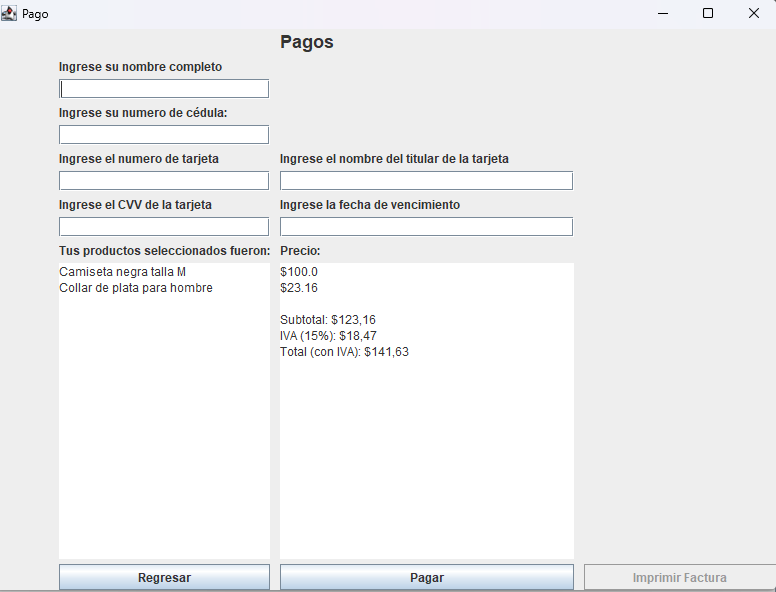 Pago
Pagos
Ingrese su nombre completo
Ingrese su numero de cédula:
Ingrese el numero de tarjeta
Ingrese el nombre del titular de la tarjeta
Ingrese el CVV de la tarjeta
Ingrese la fecha de vencimiento
Tus productos seleccionados fueron:
Precio:
Camiseta negra talla M
$100.0
Collar de plata para hombre
$23.16
Subtotal: $123,16
IVA (15%): $18,47
Total (con IVA): $141,63
Regresar
Pagar
Imprimir Factura